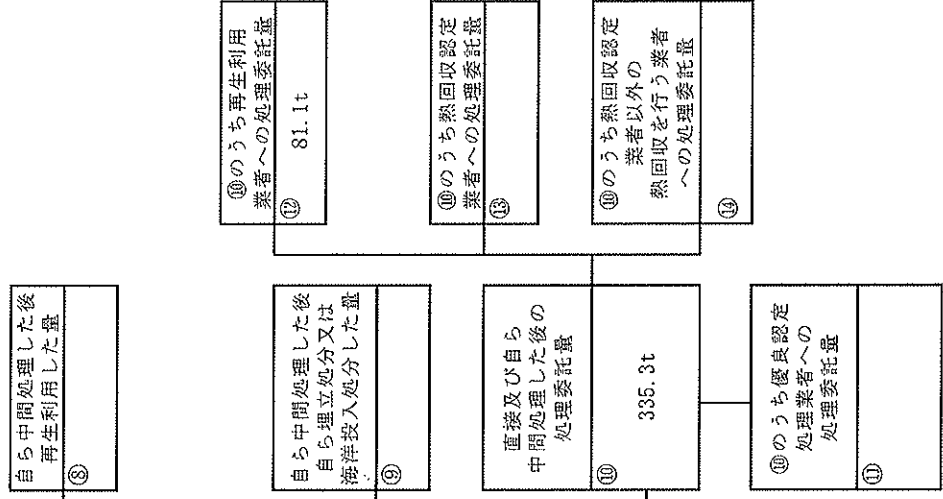 自ら中間処理した後
再生利用した量
⑧
自ら中間処理した後
自ら埋立処分又は
海洋投入処分した量
⑨
直接及び自ら
中間処理した後の
処理委託量
⑩
335.3t
⑩のうち優良認定
処理業者への
処理委託量
⑪
⑩のうち再生利用
業者への処理委託量
⑫
81.1t
⑩のうち熱回収認定
業者への処理委託量
⑬
⑩のうち熱回収認定
業者以外の
熱回収を行う業者
への処理委託量
⑭